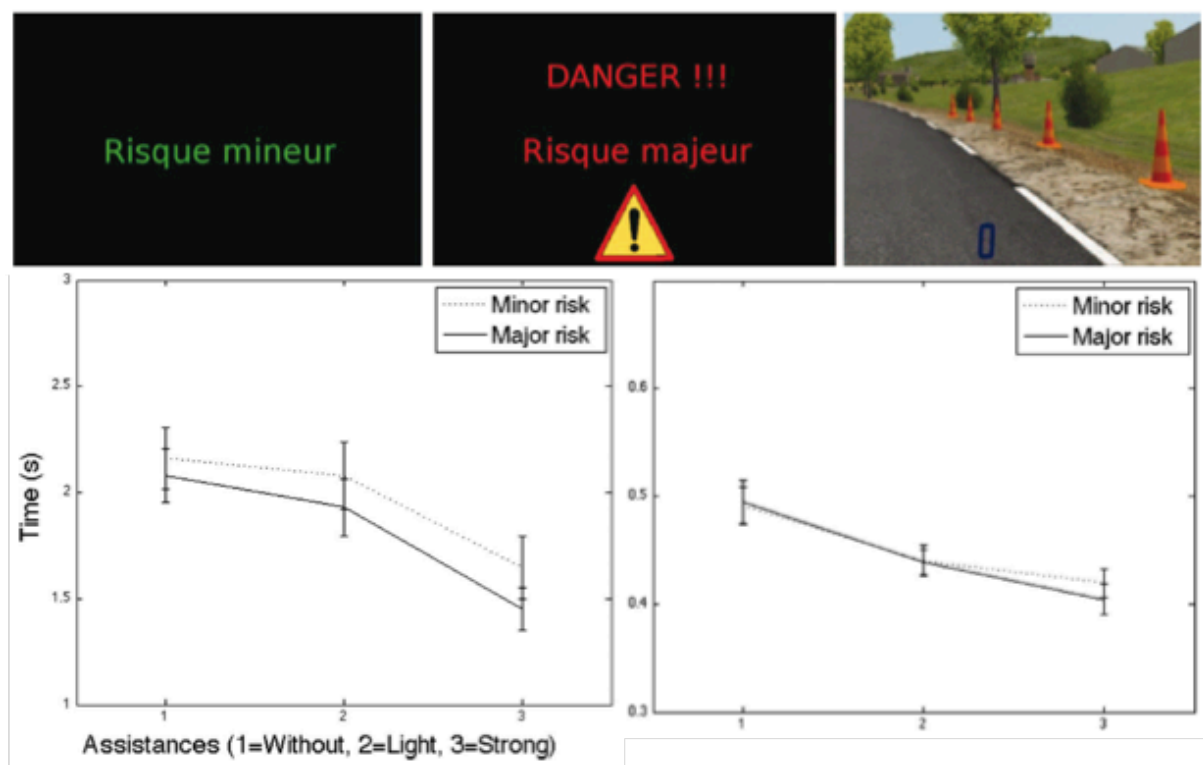 Risque mineur
DANGER !!!
Risque majeur
!
0
Minor risk
Major risk
3
2.5
2
1.5
1
Time (s)
1
2
3
Assistances (1=Without, 2=Light, 3=Strong)
Minor risk
Major risk
0.6
0.5
0.4
0.3
1
2
3